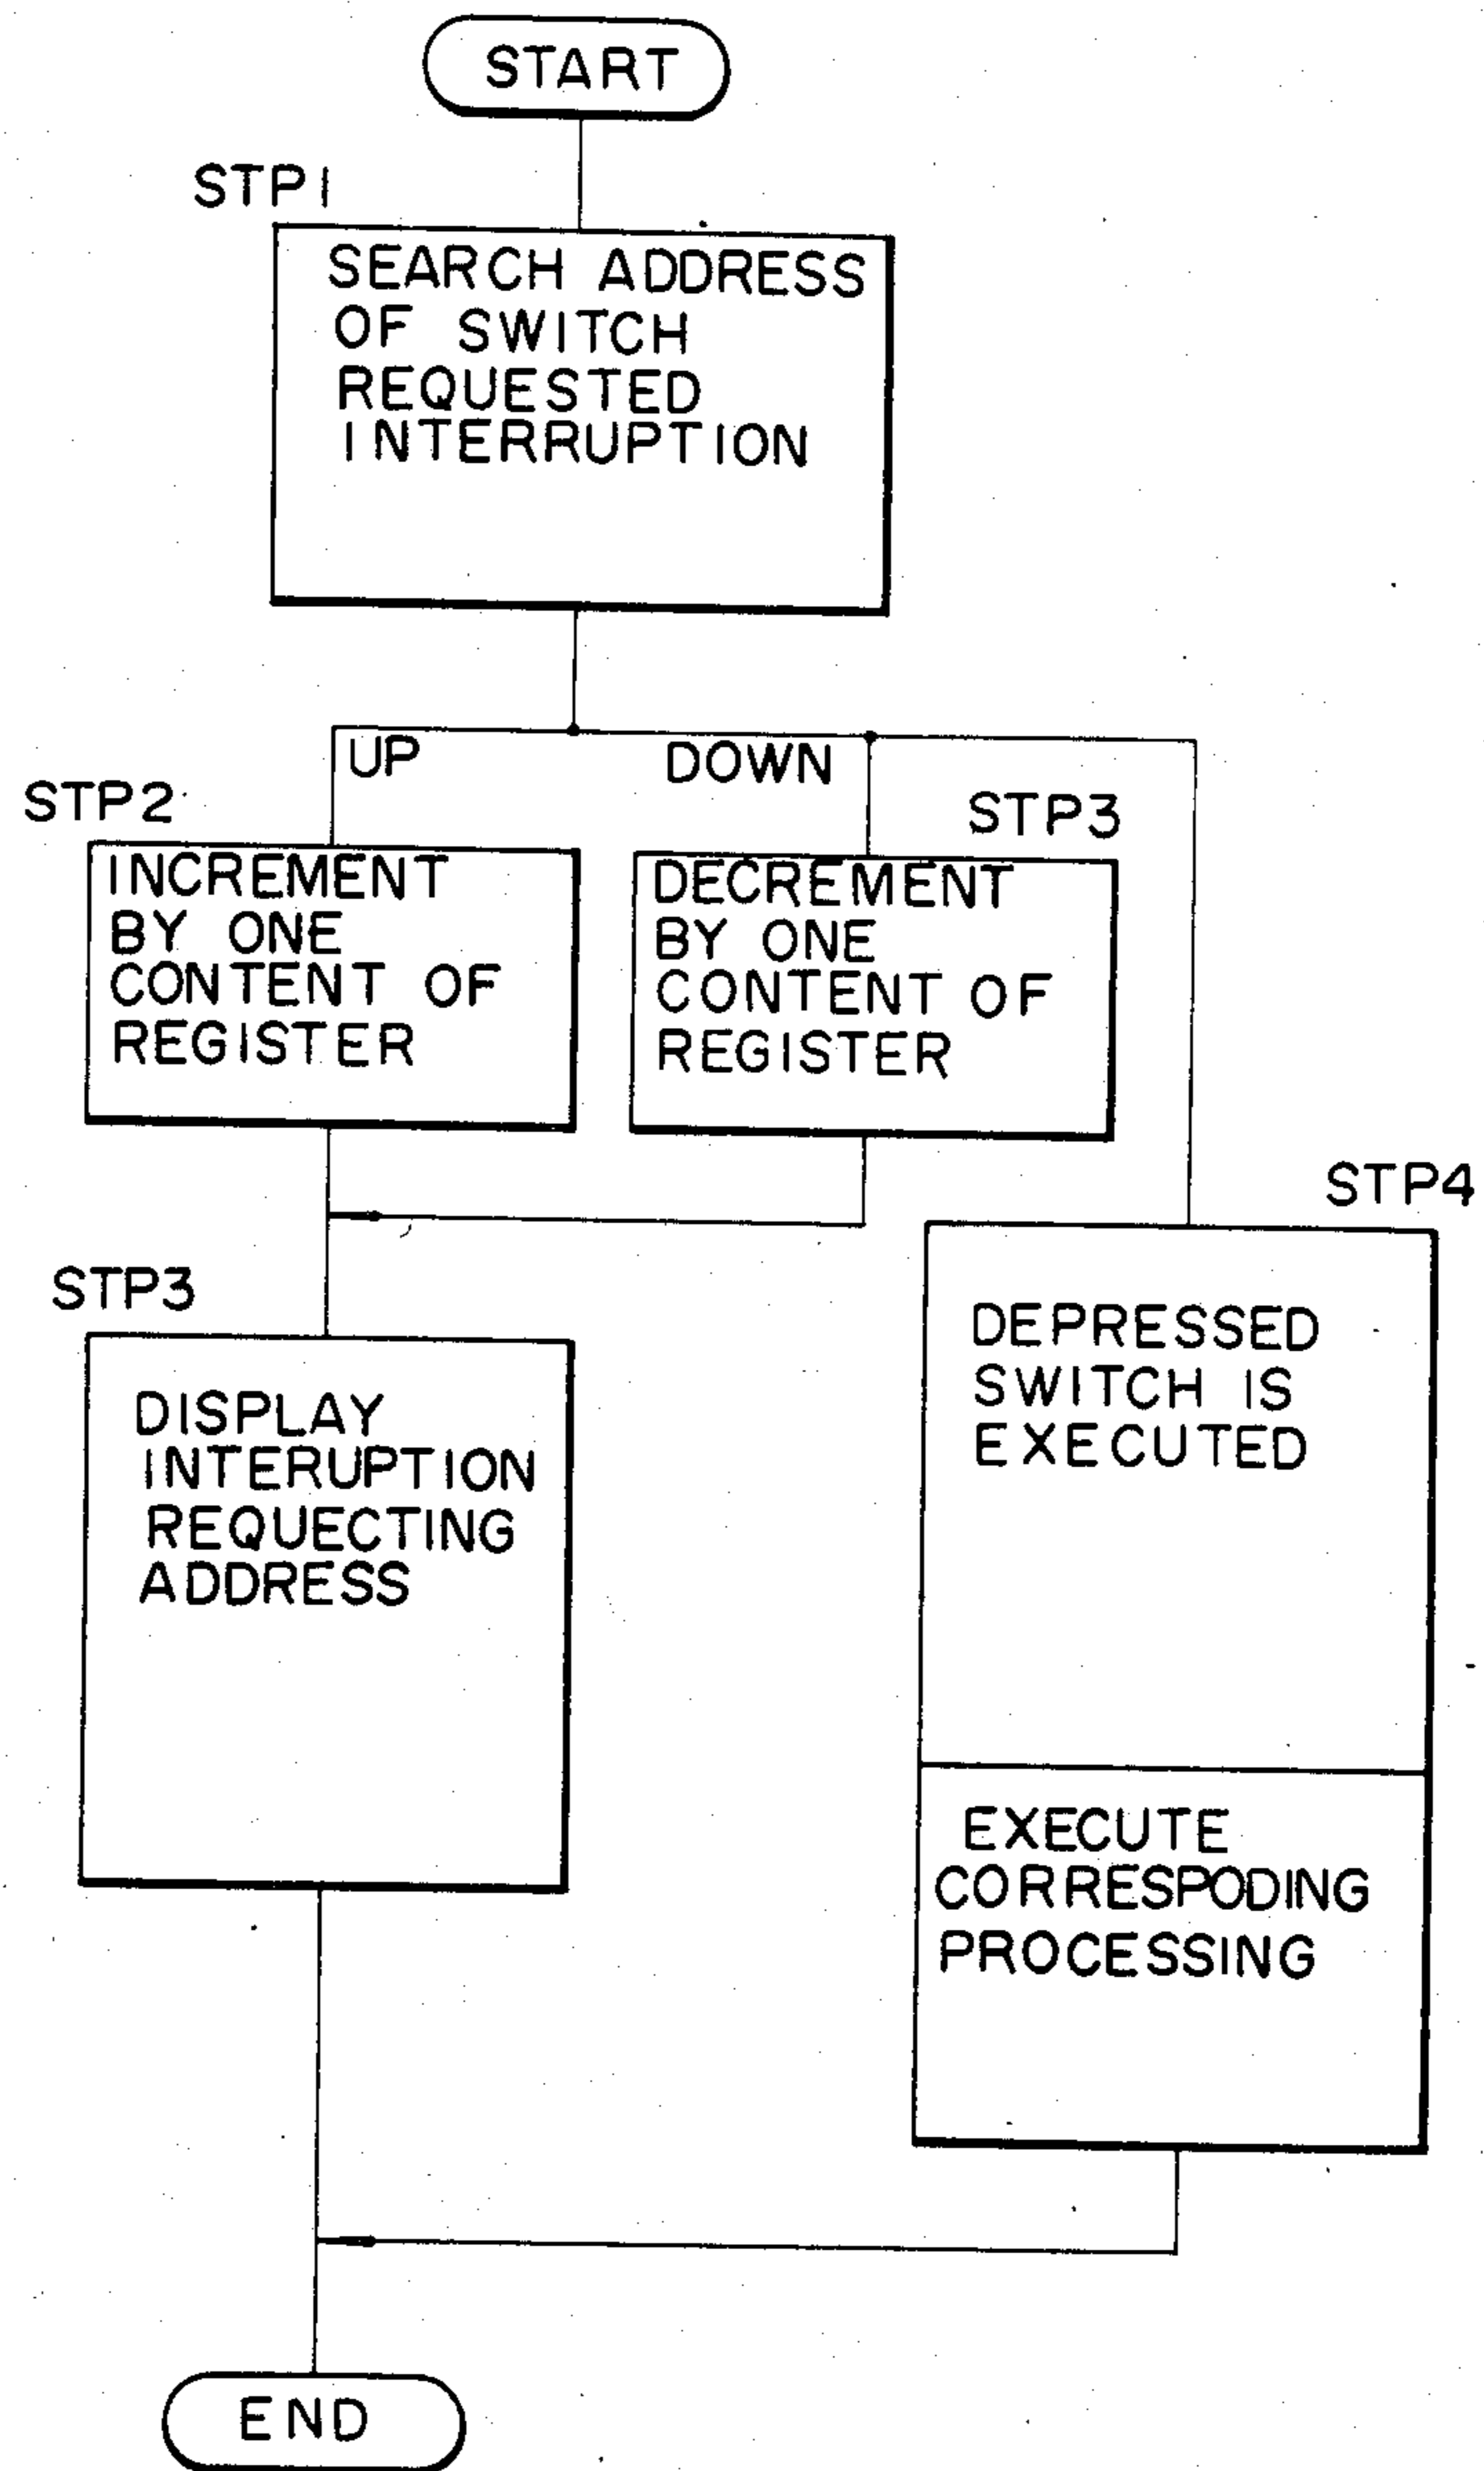 START
STP1
SEARCH ADDRESS
OF SWITCH
REQUESTED
INTERRUPTION
UP
DOWN
STP2
STP3
INCREMENT
BY ONE
CONTENT OF
REGISTER
DECREMENT
BY ONE
CONTENT OF
REGISTER
STP4
STP3
DISPLAY
INTERUPTION
REQUECTING
ADDRESS
DEPRESSED
SWITCH IS
EXECUTED
EXECUTE
CORRESPODING
PROCESSING
END